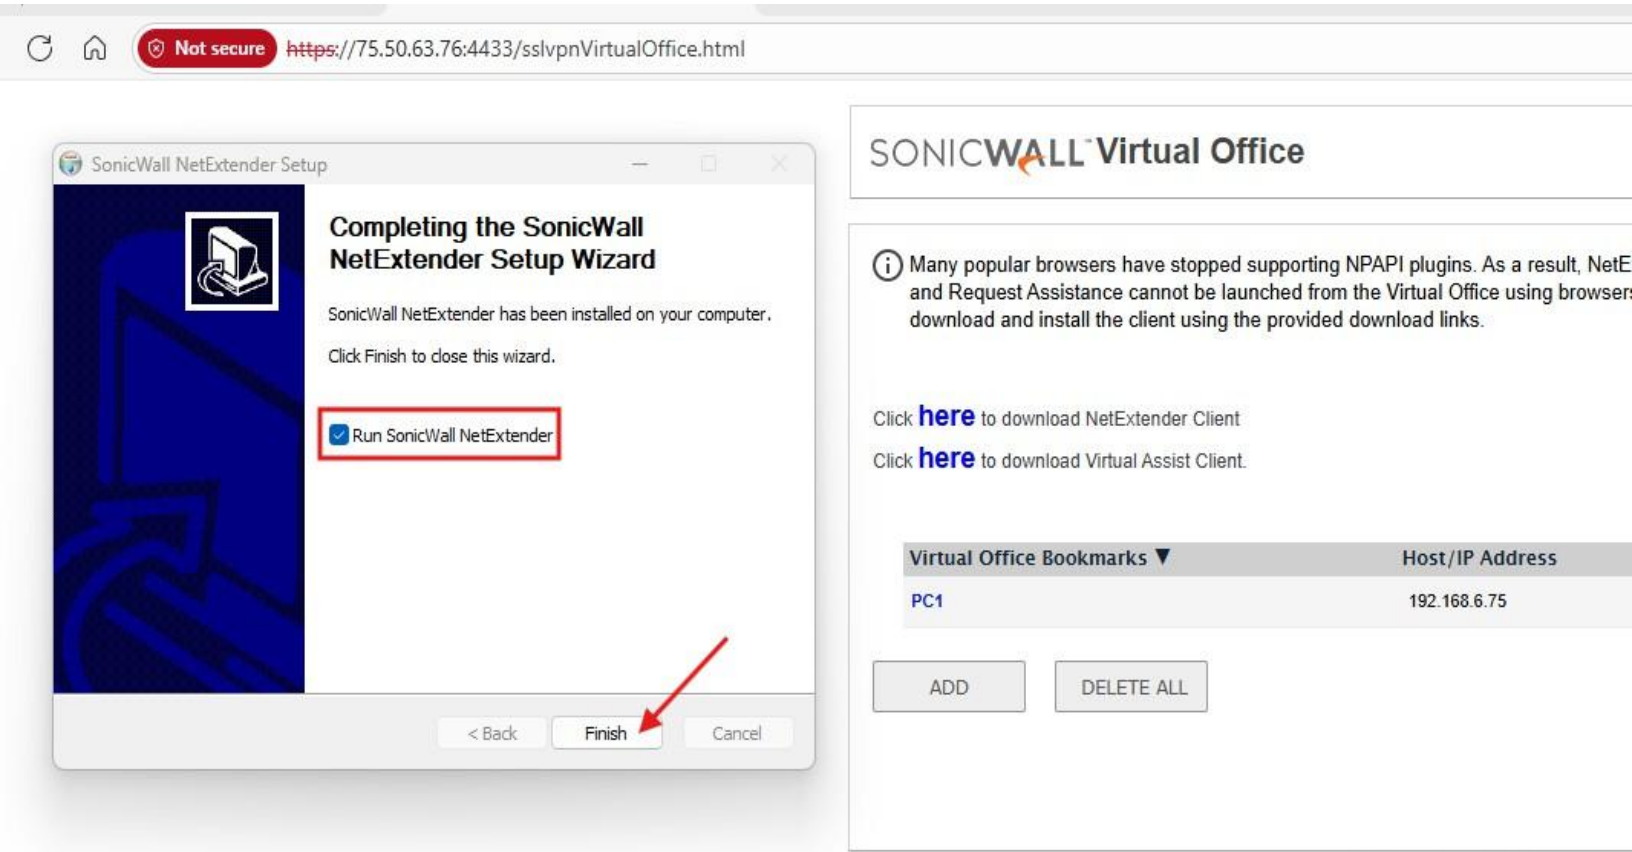 Not secure https://75.50.63.76:4433/sslvpnVirtualOffice.html
SonicWall NetExtender Setup
Completing the SonicWall
NetExtender Setup Wizard
SonicWall NetExtender has been installed on your computer.
Click Finish to close this wizard.
Run SonicWall NetExtender
< Back
Finish
Cancel
SONICWALL™ Virtual Office
Many popular browsers have stopped supporting NPAPI plugins. As a result, NetE
and Request Assistance cannot be launched from the Virtual Office using browsers
download and install the client using the provided download links.
Click here to download NetExtender Client
Click here to download Virtual Assist Client.
Virtual Office Bookmarks ▼ Host/IP Address
PC1 192.168.6.75
ADD
DELETE ALL